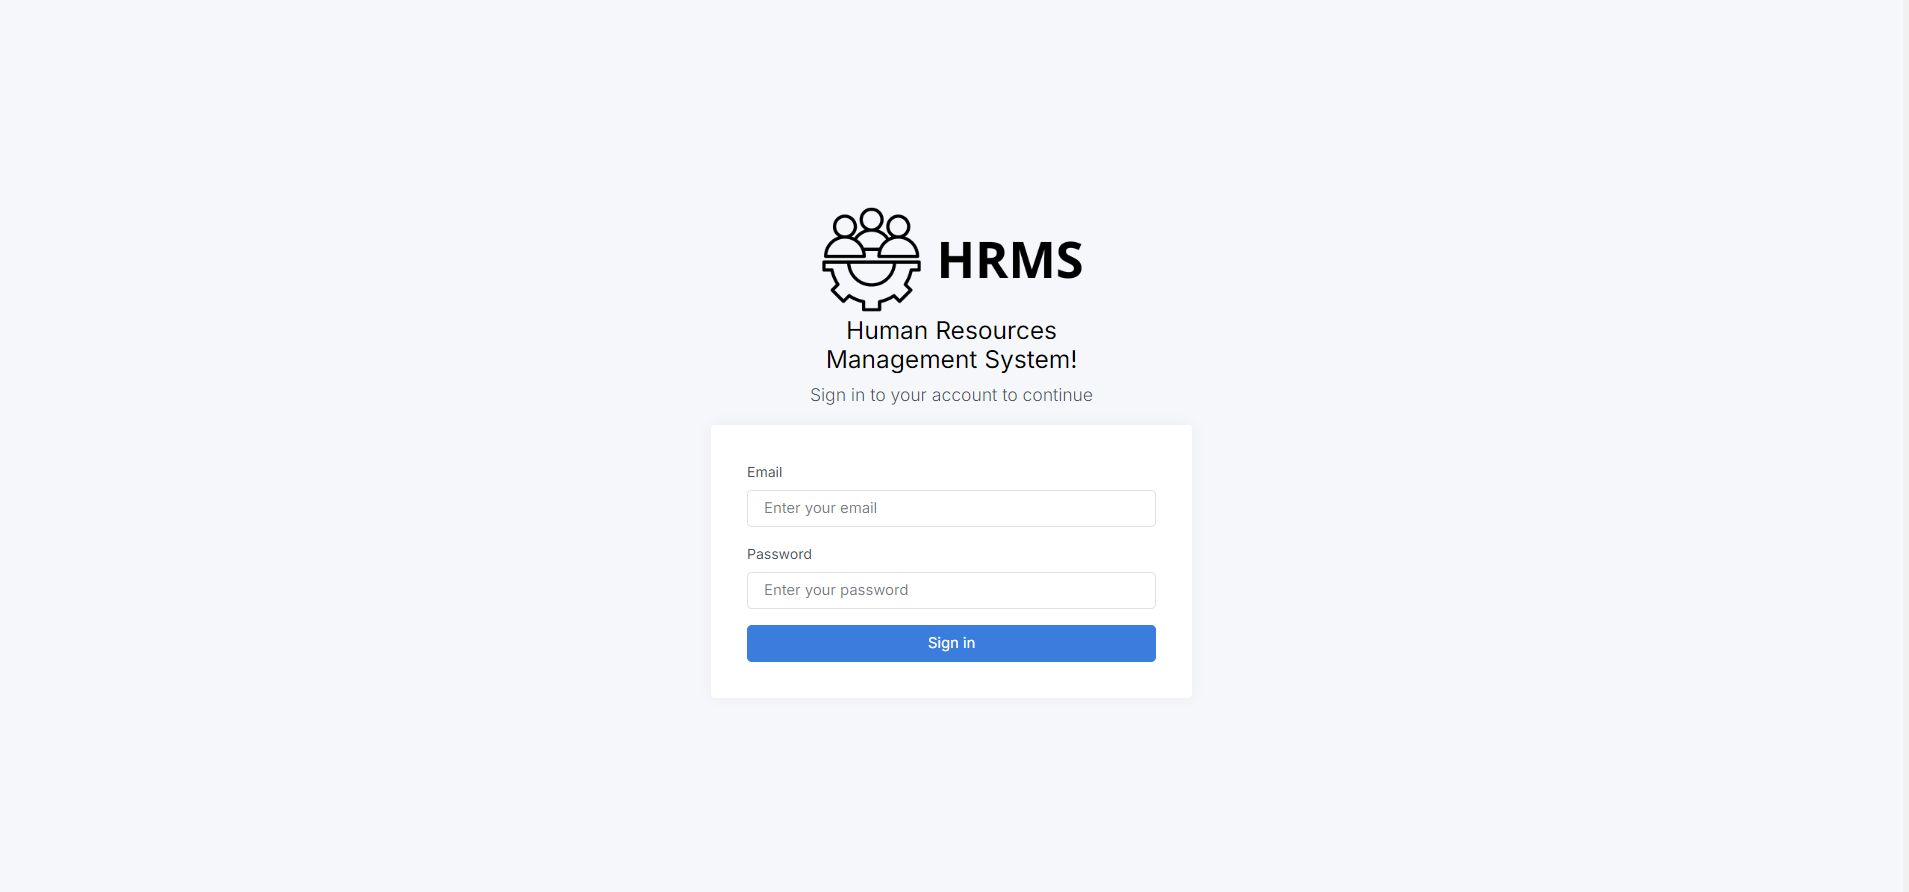 HRMS
Human Resources
Management System!
Sign in to your account to continue
Email
Enter your email
Password
Enter your password
Sign in